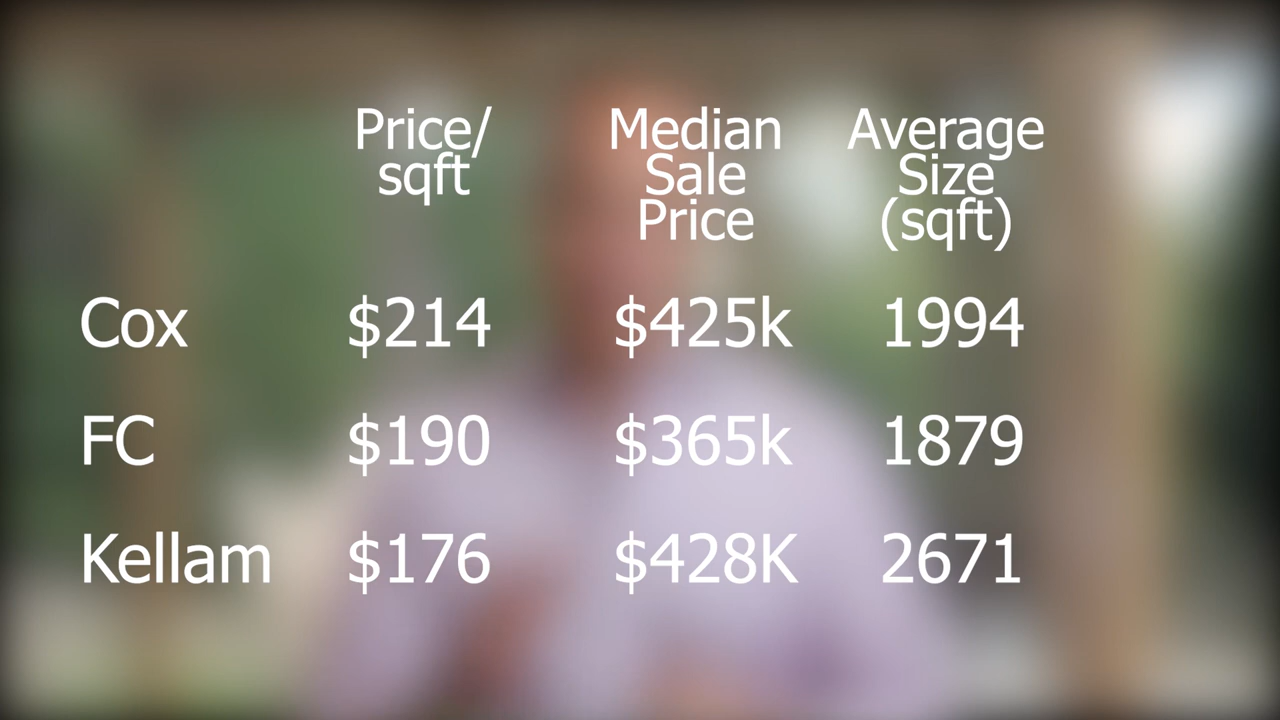 Price/ Median Average
sqft Sale Size
Price (sqft)
Cox $214 $425k 1994
FC $190 $365k 1879
Kellam $176 $428K 2671